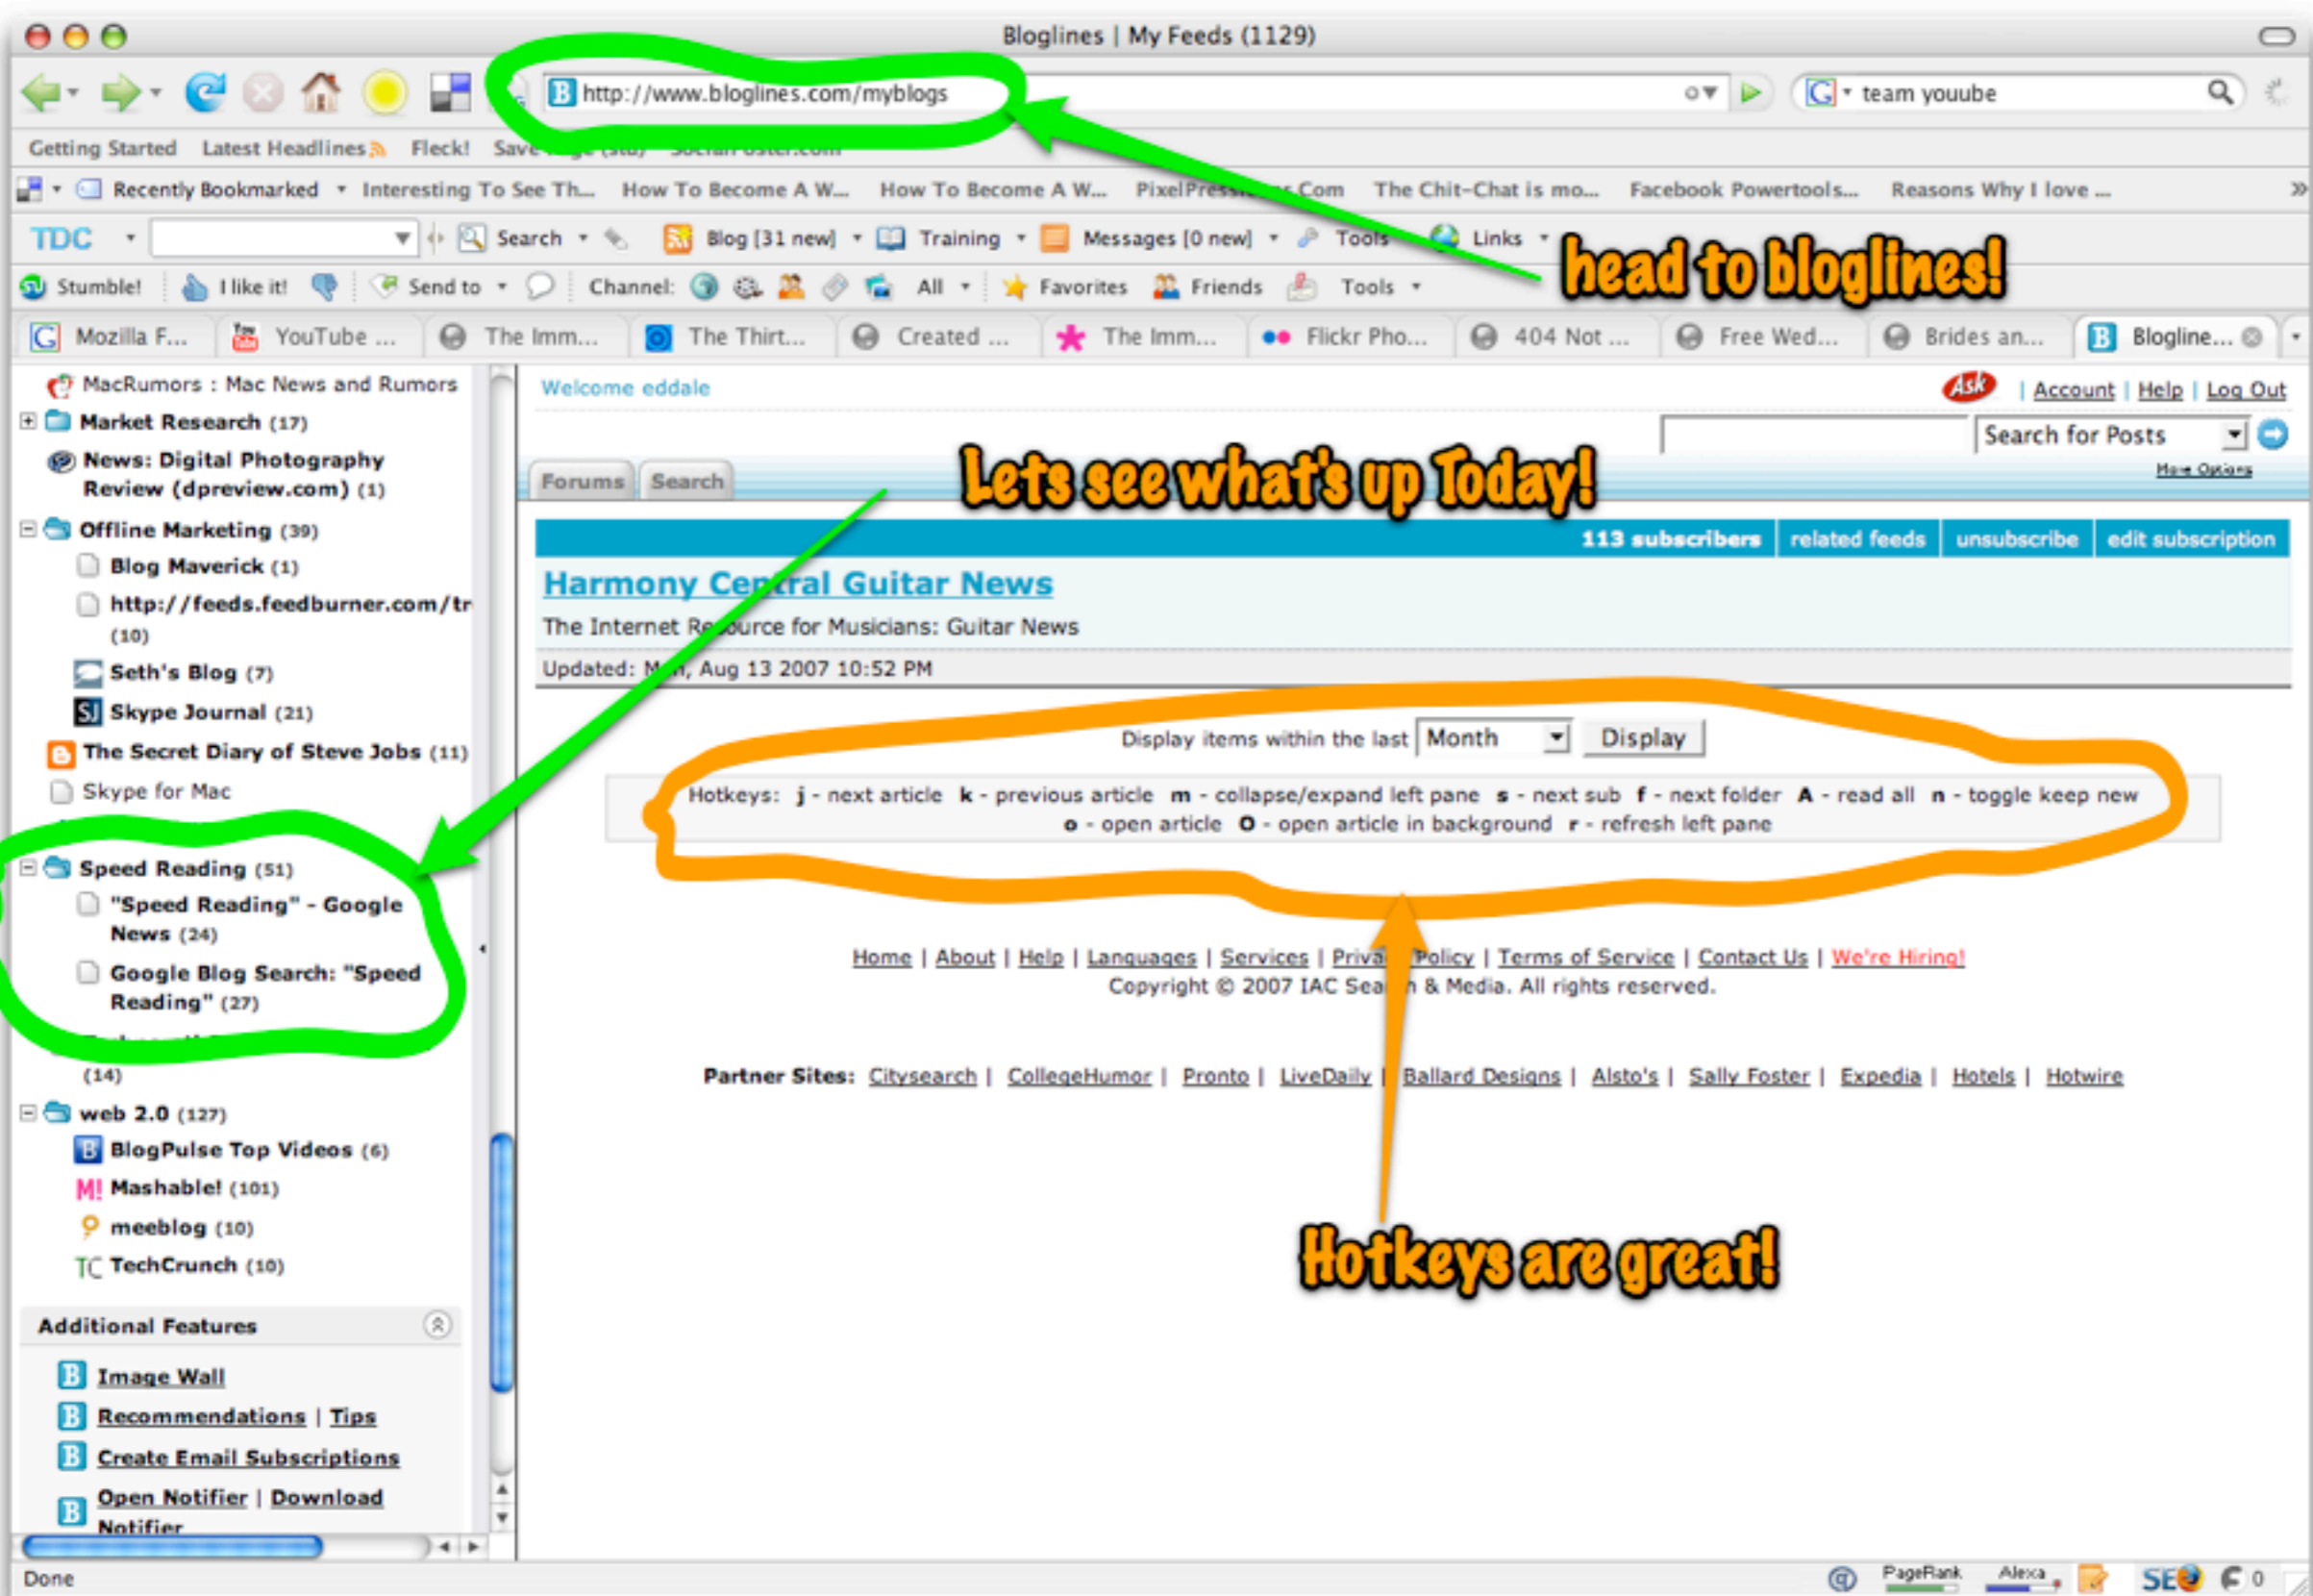 Bloglines | My Feeds (1129)
http://www.bloglines.com/myblogs
team youube
Getting Started Latest Headlines Fleck! Save
Recently Bookmarked Interesting To See Th... How To Become A W... How To Become A W... Com The Chit-Chat is mo... Facebook Powertools... Reasons Why I love ...
TDC Search Blog [31 new] Training Messages [0 new] Tools Links
head to bloglines!
Stumble! I like it! Send to Channel: All Favorites Friends Tools
Mozilla F... YouTube ... The Imm... The Thirt... Created ... The Imm... Flickr Pho... 404 Not ... Free Wed... Brides an... Blogline...
MacRumors : Mac News and Rumors
Market Research (17)
News: Digital Photography
Review (dpreview.com) (1)
Offline Marketing (39)
Blog Maverick (1)
http://feeds.feedburner.com/tr
(10)
Seth's Blog (7)
Skype Journal (21)
The Secret Diary of Steve Jobs (11)
Skype for Mac
Speed Reading (51)
"Speed Reading" - Google
News (24)
Google Blog Search: "Speed
Reading" (27)
(14)
web 2.0 (127)
BlogPulse Top Videos (6)
M! Mashable! (101)
meeblog (10)
TC TechCrunch (10)
Additional Features
Image Wall
Recommendations | Tips
Create Email Subscriptions
Open Notifier | Download
Notifier
Welcome eddale
Ask | Account | Help | Log Out
Search for Posts
More Options
Forums Search
Lets see what's up Today!
113 subscribers related feeds unsubscribe edit subscription
Harmony Central Guitar News
The Internet Resource for Musicians: Guitar News
Updated: Mon, Aug 13 2007 10:52 PM
Display items within the last Month Display
Hotkeys: j - next article k - previous article m - collapse/expand left pane s - next sub f - next folder A - read all n - toggle keep new
o - open article O - open article in background r - refresh left pane
Home | About | Help | Languages | Services | Privacy Policy | Terms of Service | Contact Us | We're Hiring!
Copyright © 2007 IAC Search & Media. All rights reserved.
Partner Sites: Citysearch | CollegeHumor | Pronto | LiveDaily | Ballard Designs | Alsto's | Sally Foster | Expedia | Hotels | Hotwire
Hotkeys are great!
Done
PageRank Alexa SEO 0